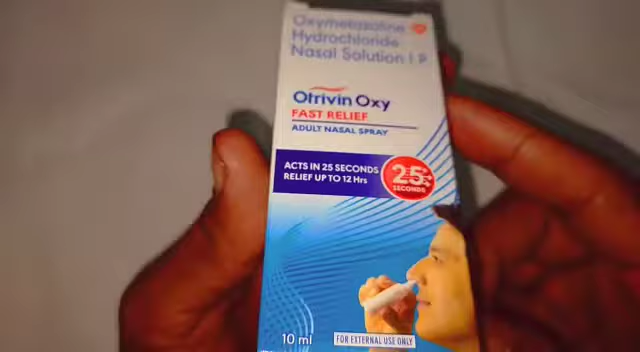 Oxymetazoline
Hydrochloride
Nasal Solution I P
Otrivin Oxy
FAST RELIEF
ADULT NASAL SPRAY
ACTS IN 25 SECONDS
RELIEF UP TO 12 Hrs
25
SECONDS
10 ml
FOR EXTERNAL USE ONLY